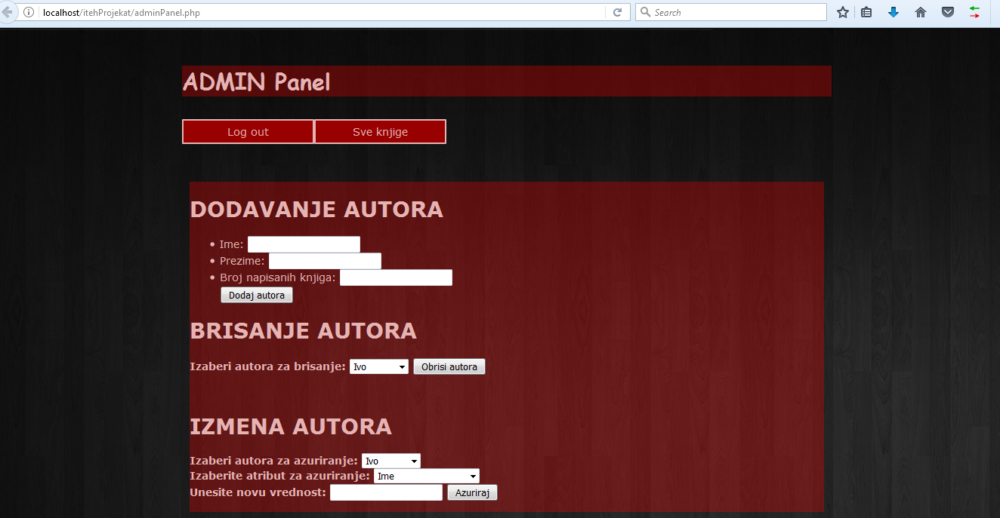 localhost/itehProjekat/adminPanel.php
Search
ADMIN Panel
Log out
Sve knjige
DODAVANJE AUTORA
Ime:
Prezime:
Broj napisanih knjiga:
Dodaj autora
BRISANJE AUTORA
Izaberi autora za brisanje: Ivo Obrisi autora
IZMENA AUTORA
Izaberi autora za azuriranje: Ivo
Izaberite atribut za azuriranje: Ime
Unesite novu vrednost: Azuriraj